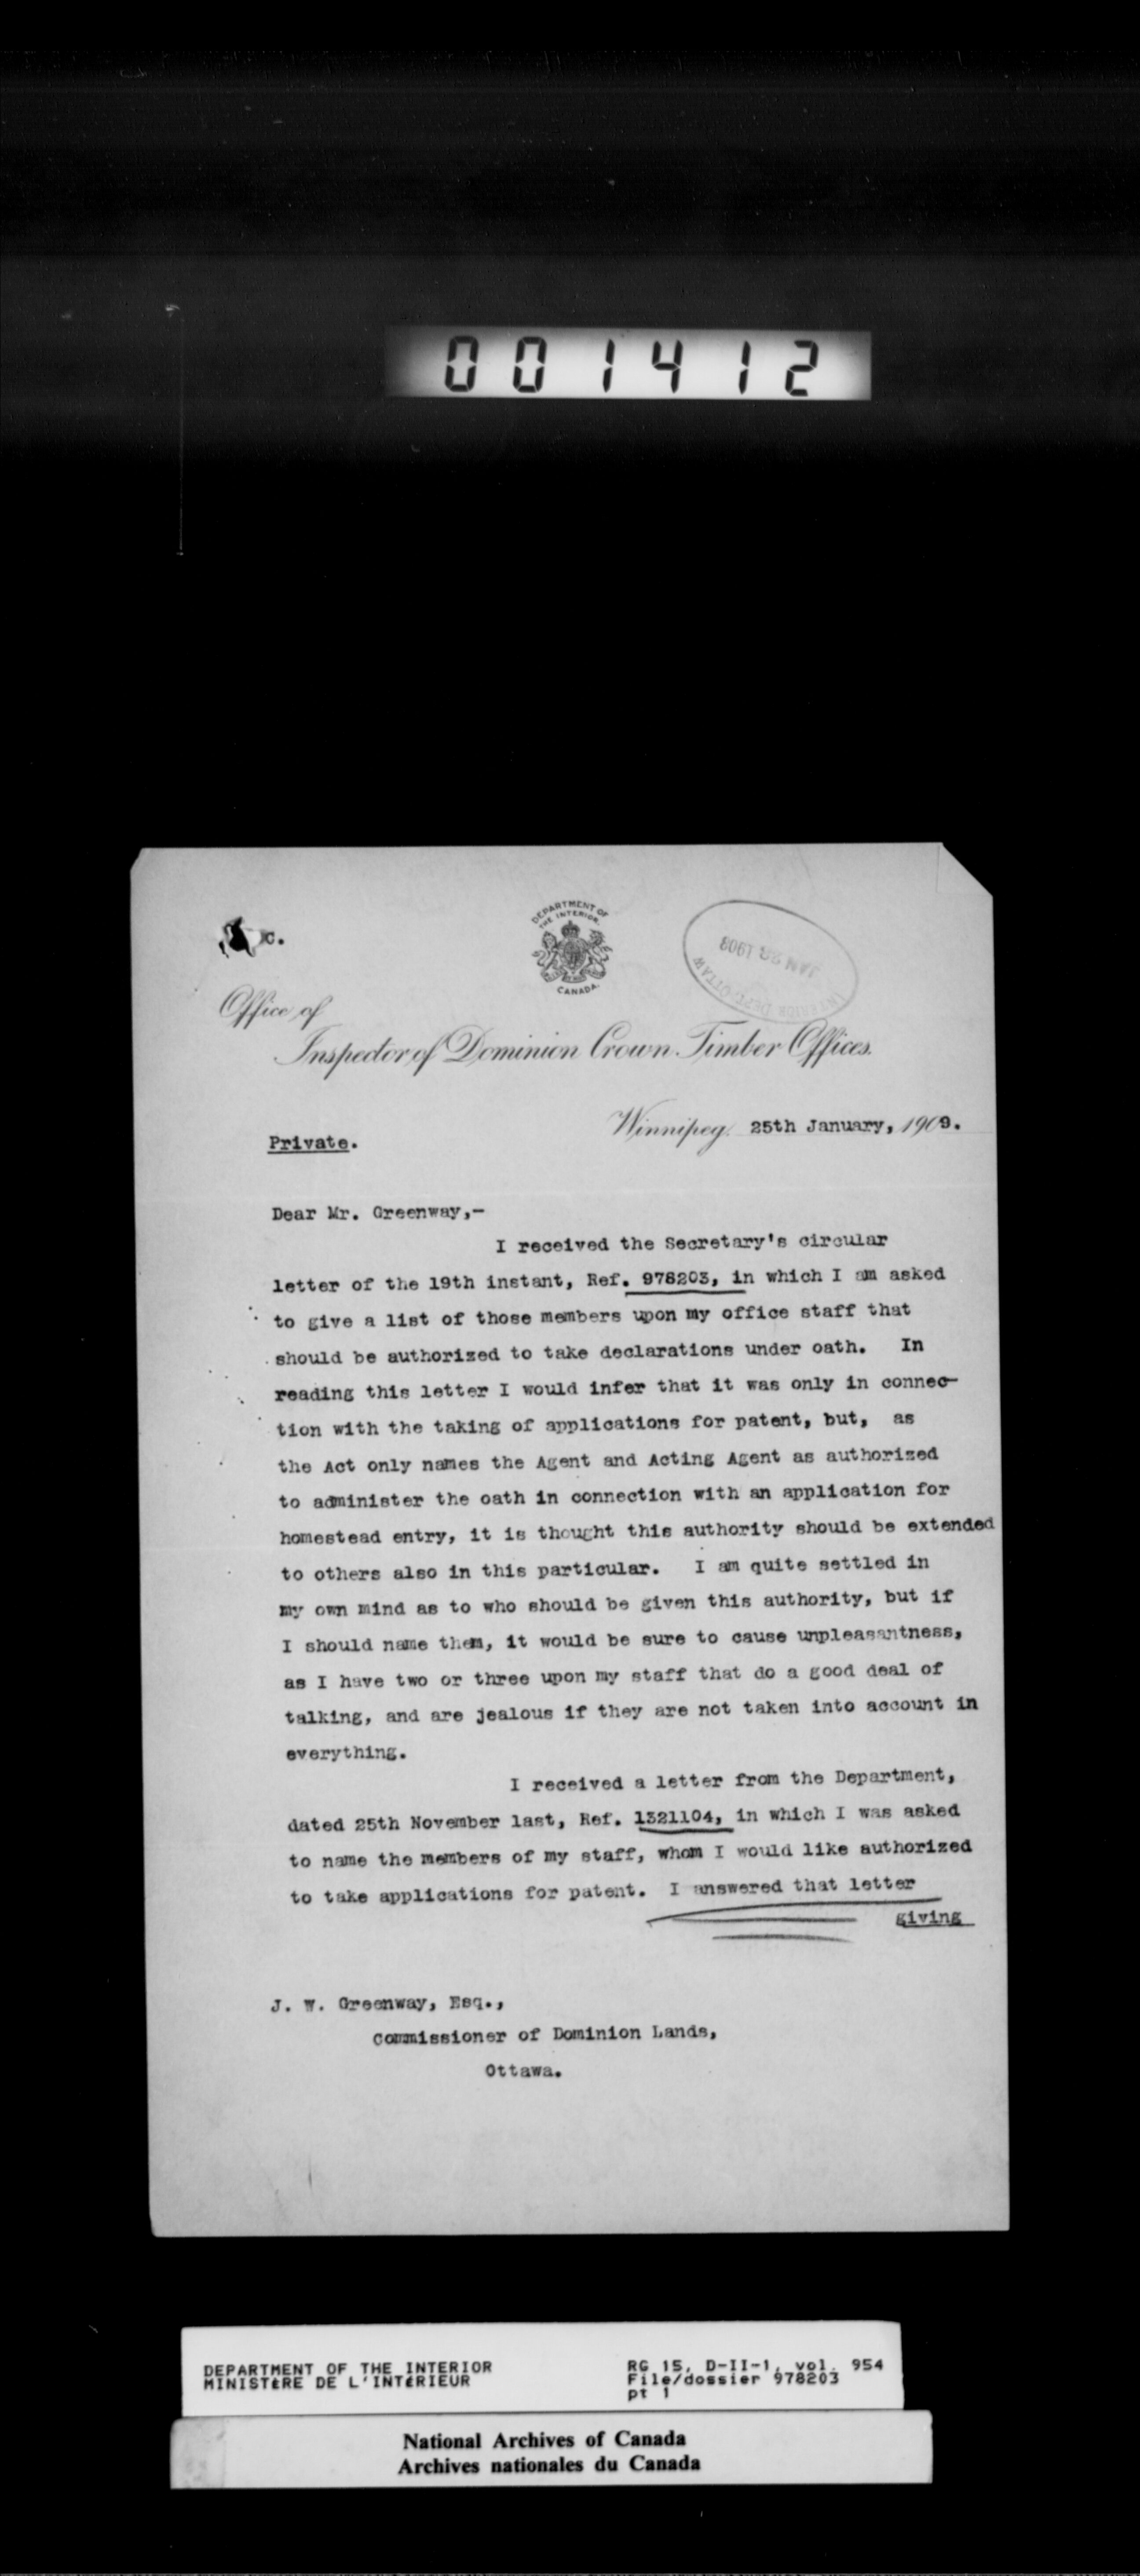 001412
c.
DEPARTMENT OF
THE INTERIOR.
CANADA.
JAN 28 1909
INTERIOR DEPT OTTAW
Office of
Inspector of Dominion Crown Timber Offices.
Winnipeg. 25th January, 1909.
Private.
Dear Mr. Greenway,-
I received the Secretary's circular
letter of the 19th instant, Ref. 978203, in which I am asked
to give a list of those members upon my office staff that
should be authorized to take declarations under oath. In
reading this letter I would infer that it was only in connec-
tion with the taking of applications for patent, but, as
the Act only names the Agent and Acting Agent as authorized
to administer the oath in connection with an application for
homestead entry, it is thought this authority should be extended
to others also in this particular. I am quite settled in
my own mind as to who should be given this authority, but if
I should name them, it would be sure to cause unpleasantness,
as I have two or three upon my staff that do a good deal of
talking, and are jealous if they are not taken into account in
everything.
I received a letter from the Department,
dated 25th November last, Ref. 1321104, in which I was asked
to name the members of my staff, whom I would like authorized
to take applications for patent. I answered that letter
giving
J. W. Greenway, Esq.,
Commissioner of Dominion Lands,
Ottawa.
DEPARTMENT OF THE INTERIOR
MINISTÈRE DE L'INTÉRIEUR
RG 15, D-II-1, vol. 954
File/dossier 978203
pt 1
National Archives of Canada
Archives nationales du Canada